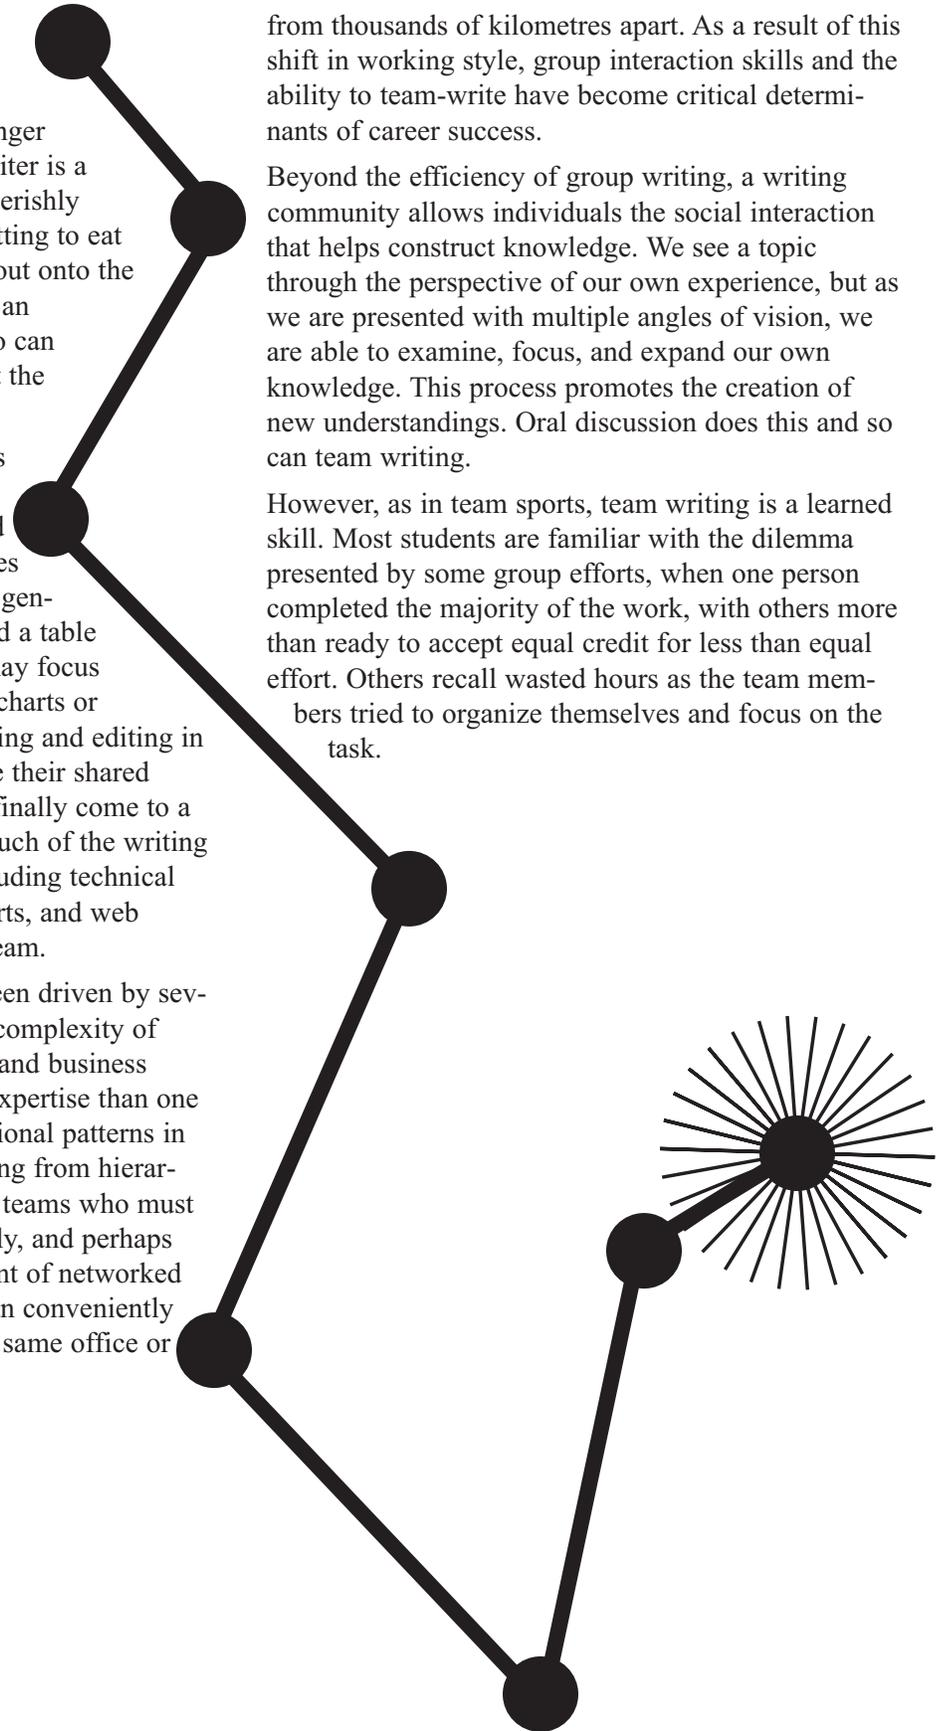 nger
iter is a
erishly
tting to eat
out onto the
an
o can
t the
s
d
es
gen-
d a table
ay focus
charts or
ing and editing in
e their shared
finally come to a
uch of the writing
uding technical
rts, and web
eam.
een driven by sev-
complexity of
and business
xpertise than one
ional patterns in
ng from hierar-
teams who must
ly, and perhaps
nt of networked
n conveniently
same office or
from thousands of kilometres apart. As a result of this
shift in working style, group interaction skills and the
ability to team-write have become critical determi-
nants of career success.
Beyond the efficiency of group writing, a writing
community allows individuals the social interaction
that helps construct knowledge. We see a topic
through the perspective of our own experience, but as
we are presented with multiple angles of vision, we
are able to examine, focus, and expand our own
knowledge. This process promotes the creation of
new understandings. Oral discussion does this and so
can team writing.
However, as in team sports, team writing is a learned
skill. Most students are familiar with the dilemma
presented by some group efforts, when one person
completed the majority of the work, with others more
than ready to accept equal credit for less than equal
effort. Others recall wasted hours as the team mem-
bers tried to organize themselves and focus on the
task.